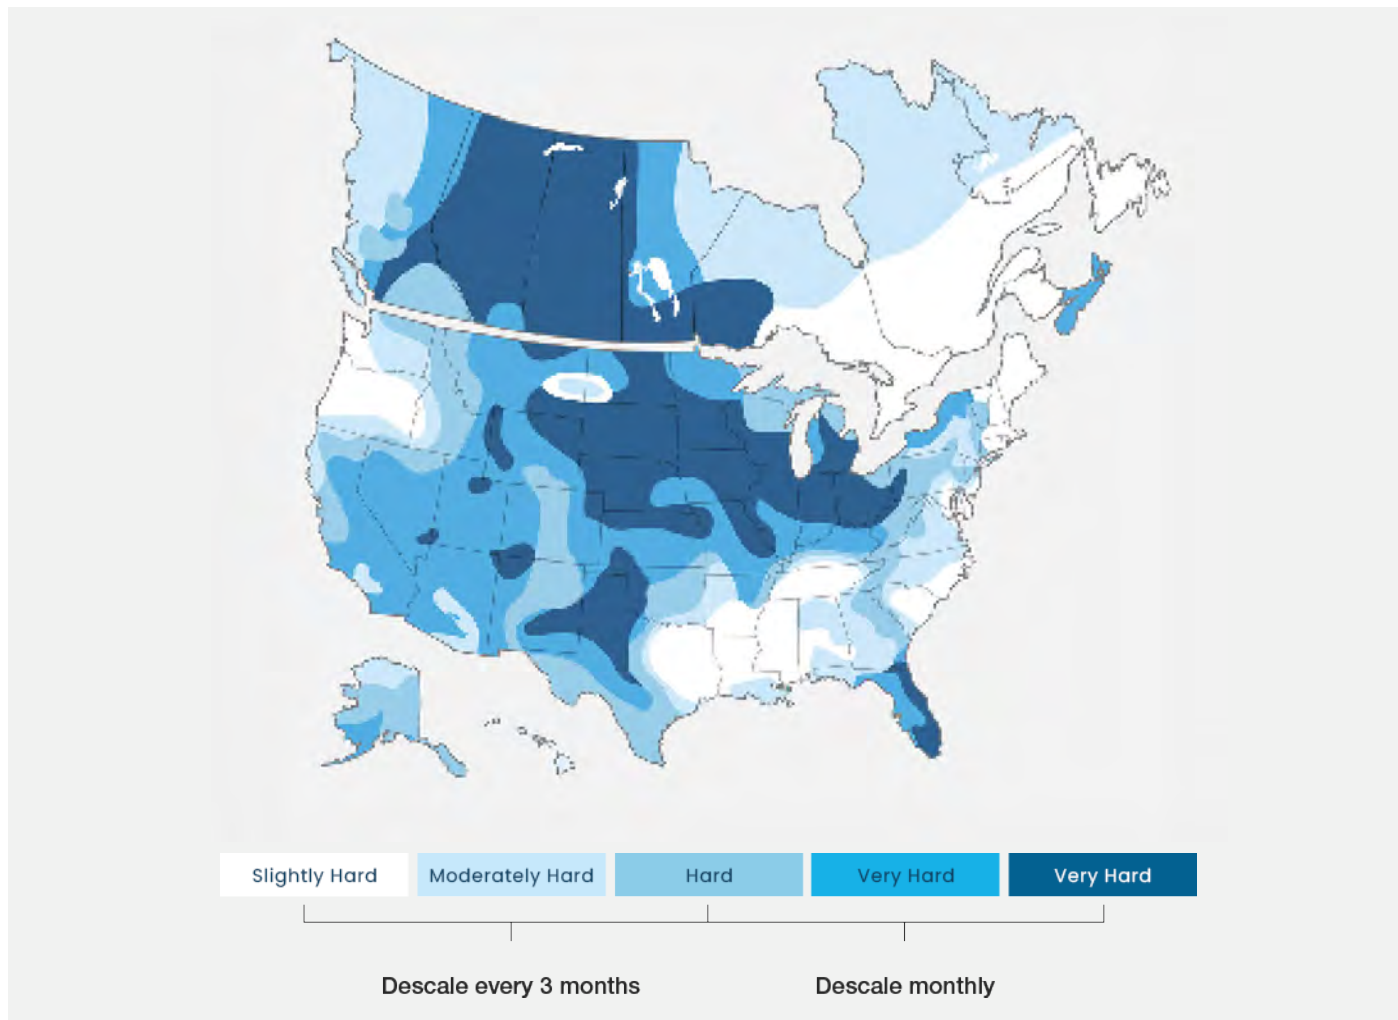 Slightly Hard
Moderately Hard
Hard
Very Hard
Very Hard
Descale every 3 months
Descale monthly